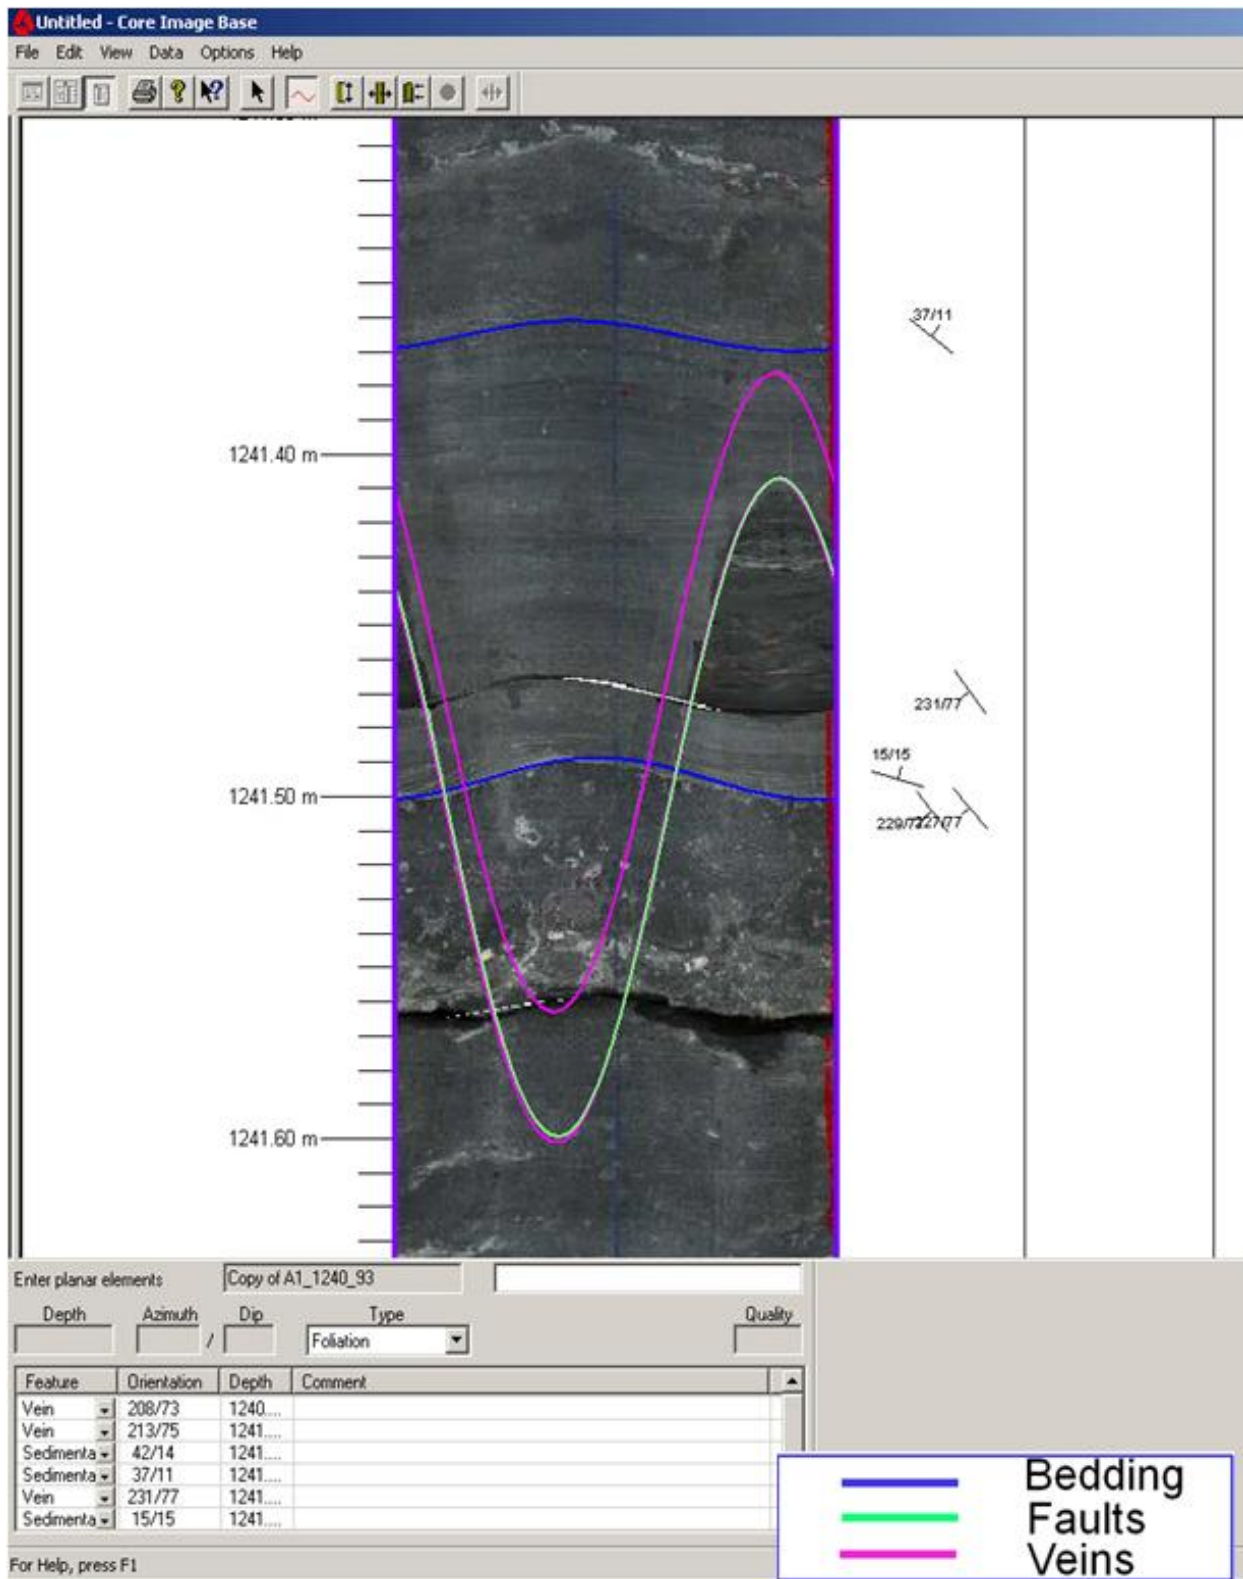 Untitled - Core Image Base
File Edit View Data Options Help
37/11
1241.40 m
231/77
15/15
1241.50 m
227/77
1241.60 m
Enter planar elements Copy of A1_1240_93
Depth Azimuth Dip Type Quality
/ Foliation
Feature Orientation Depth Comment
Vein 208/73 1240....
Vein 213/75 1241....
Sedimenta 42/14 1241....
Sedimenta 37/11 1241....
Vein 231/77 1241....
Sedimenta 15/15 1241....
Bedding
Faults
Veins
For Help, press F1